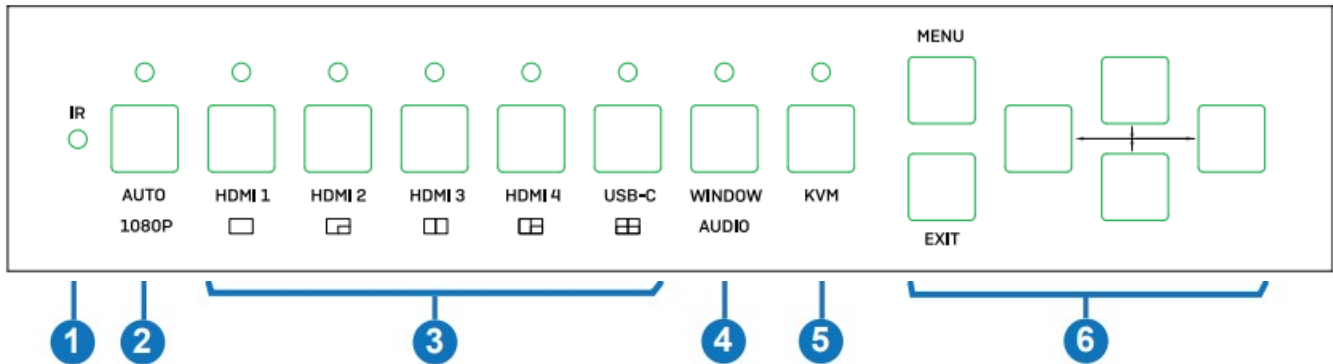 MENU
IR
AUTO HDMI 1 HDMI 2 HDMI 3 HDMI 4 USB-C WINDOW KVM
1080P AUDIO
EXIT
1 2 3 4 5 6